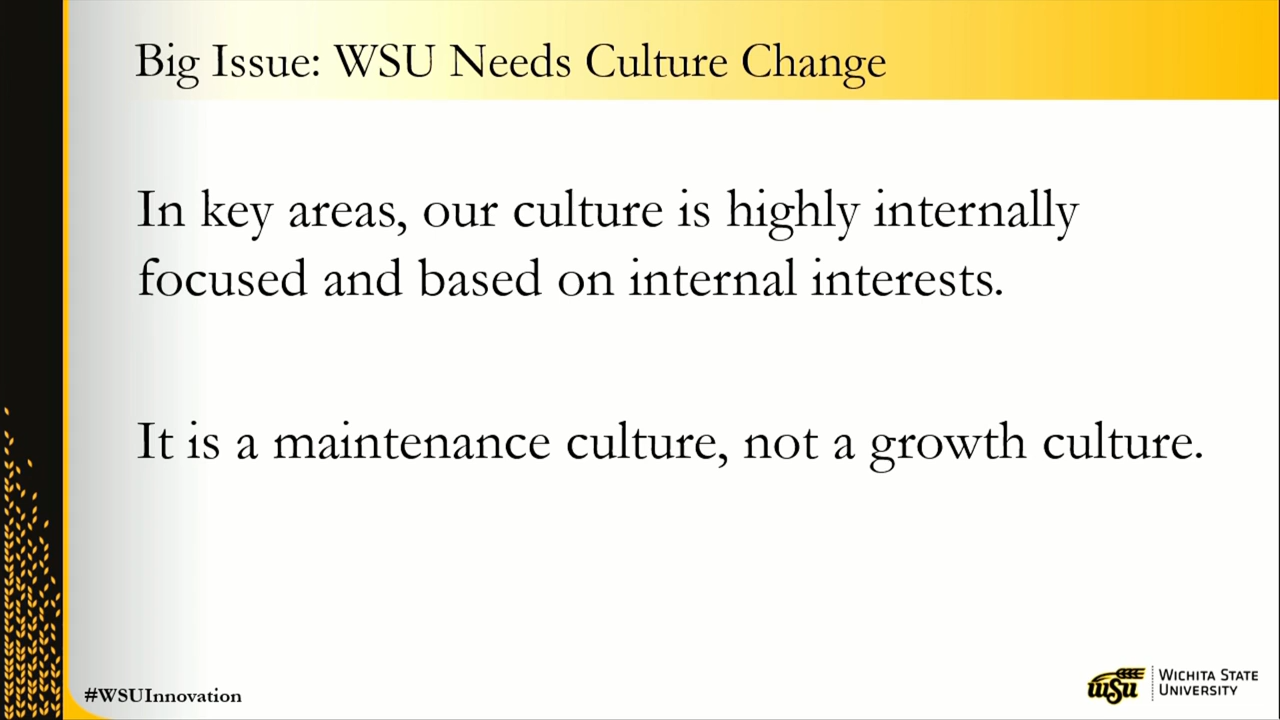 Big Issue: WSU Needs Culture Change
In key areas, our culture is highly internally
focused and based on internal interests.
It is a maintenance culture, not a growth culture.
#WSUInnovation
wsu
WICHITA STATE
UNIVERSITY